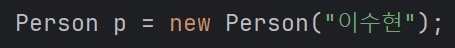 Person p = new Person("이수현");